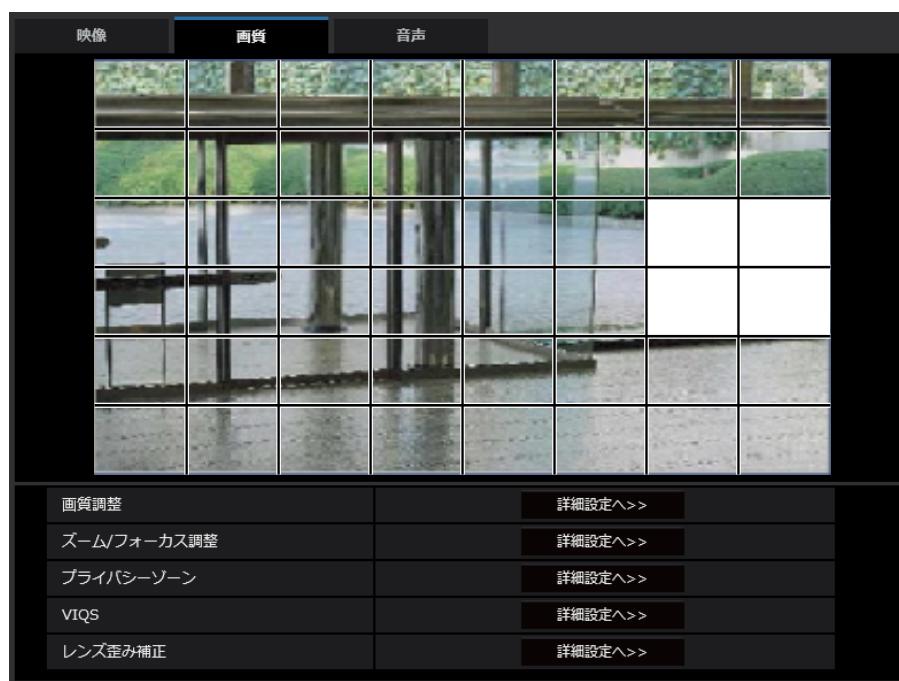 映像 画質 音声
画質調整 詳細設定へ>>
ズーム/フォーカス調整 詳細設定へ>>
プライバシーゾーン 詳細設定へ>>
VIQS 詳細設定へ>>
レンズ歪み補正 詳細設定へ>>